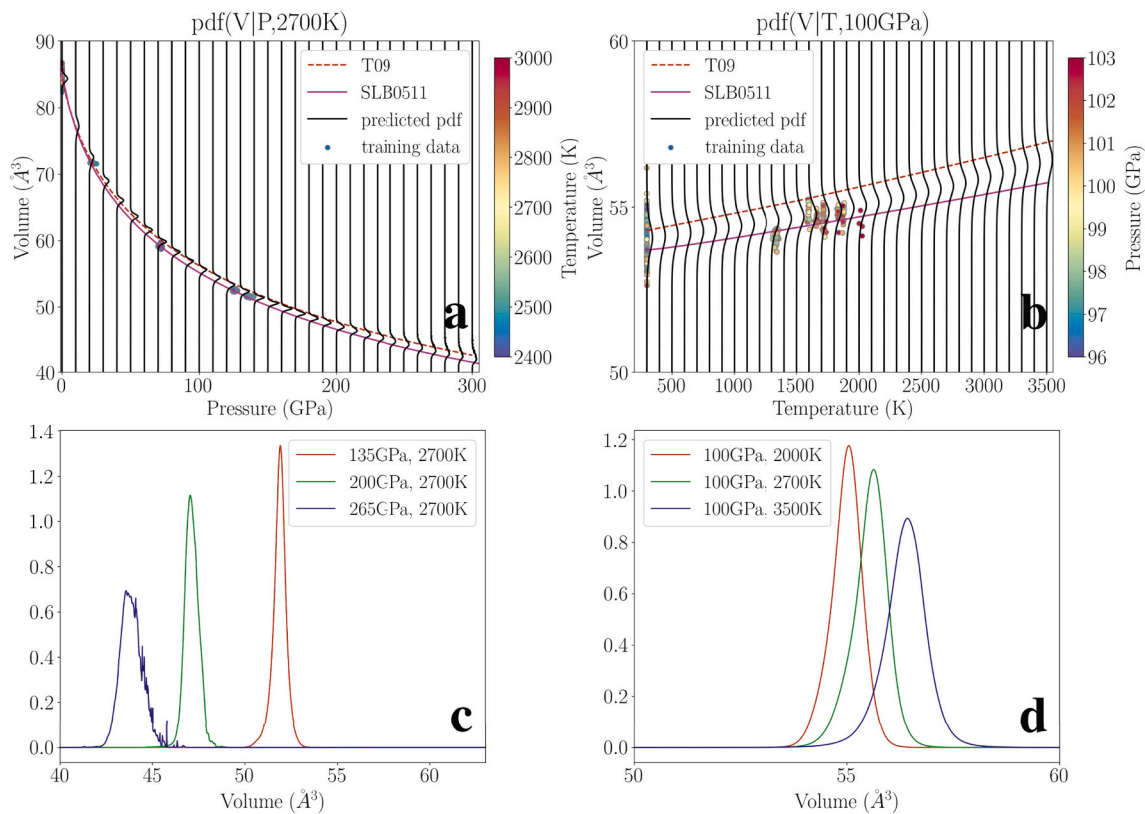 pdf(V|P,2700K)
90
80
70
60
50
40
0
100
200
300
Volume (Å³)
Pressure (GPa)
T09
SLB0511
predicted pdf
training data
a
3000
2900
2800
2700
2600
2500
2400
Temperature (K)
pdf(V|T,100GPa)
60
55
50
500
1000
1500
2000
2500
3000
3500
Volume (Å³)
Temperature (K)
T09
SLB0511
predicted pdf
training data
b
103
102
101
100
99
98
97
96
Pressure (GPa)
1.4
1.2
1.0
0.8
0.6
0.4
0.2
0.0
40
45
50
55
60
Volume (Å³)
135GPa, 2700K
200GPa, 2700K
265GPa, 2700K
c
1.2
1.0
0.8
0.6
0.4
0.2
0.0
50
55
60
Volume (Å³)
100GPa, 2000K
100GPa, 2700K
100GPa, 3500K
d